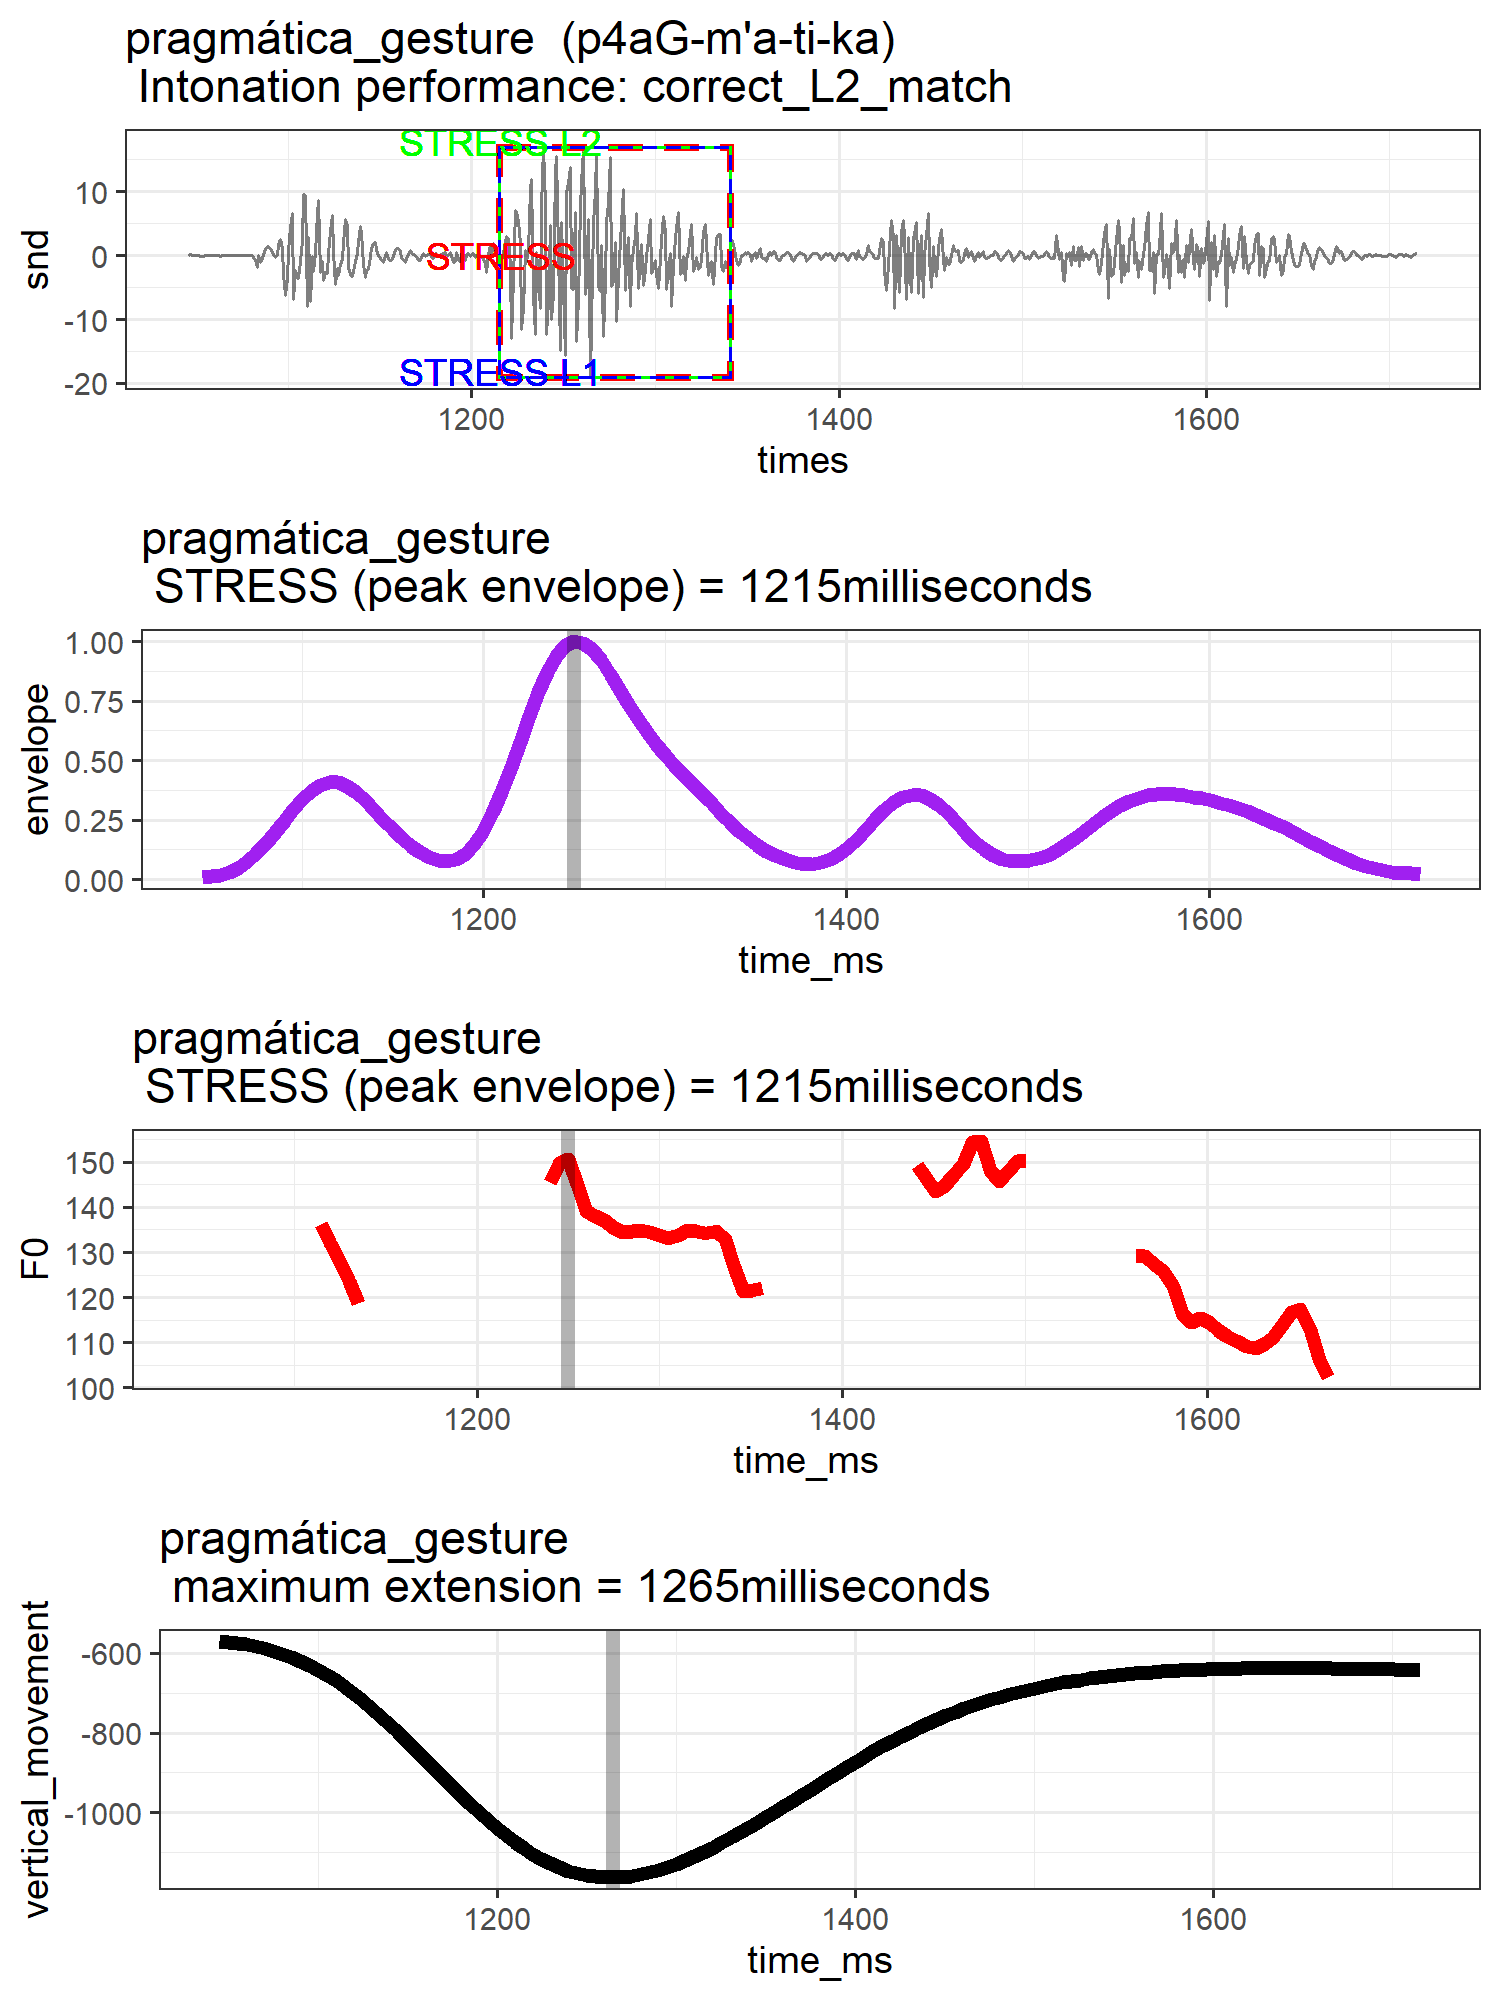 pragmática_gesture  (p4aG-m'a-ti-ka)
Intonation performance: correct_L2_match
STRESS L2
STRESS
STRESS L1
snd
10
0
-10
-20
1200 1400 1600
times
pragmática_gesture
STRESS (peak envelope) = 1215milliseconds
envelope
1.00
0.75
0.50
0.25
0.00
1200 1400 1600
time_ms
pragmática_gesture
STRESS (peak envelope) = 1215milliseconds
F0
150
140
130
120
110
100
1200 1400 1600
time_ms
pragmática_gesture
maximum extension = 1265milliseconds
vertical_movement
-600
-800
-1000
1200 1400 1600
time_ms